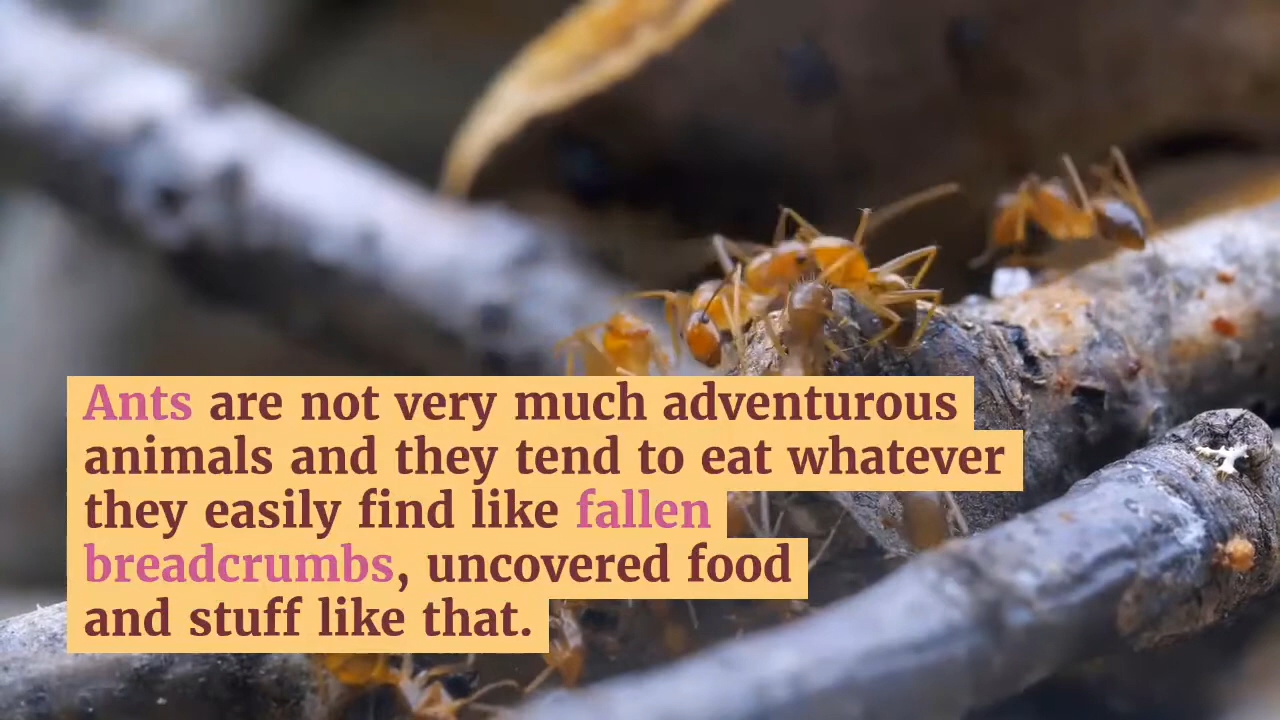 Ants are not very much adventurous
animals and they tend to eat whatever
they easily find like fallen
breadcrumbs, uncovered food
and stuff like that.